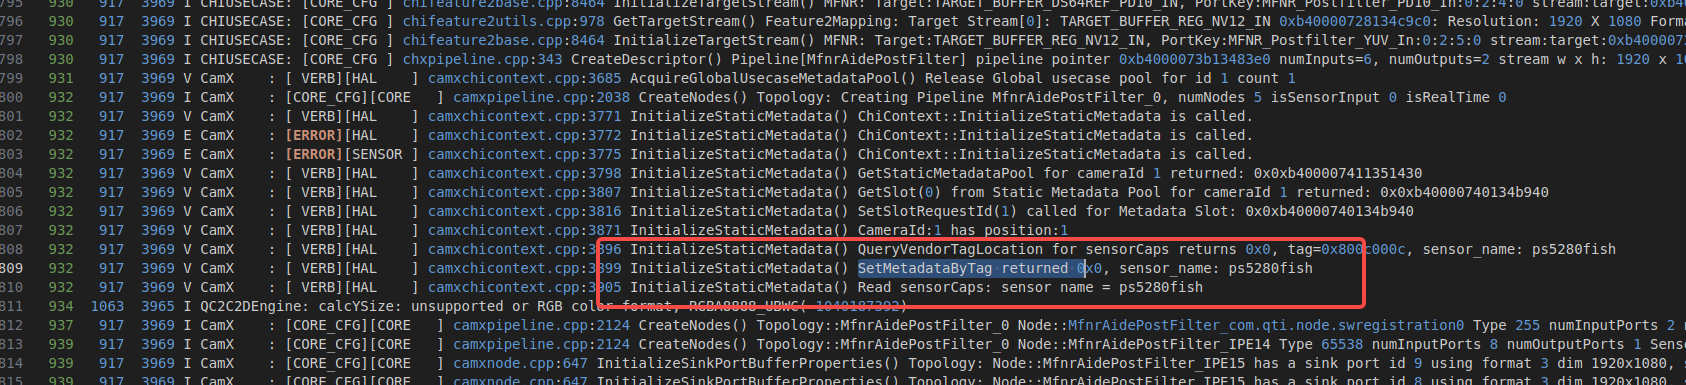 795 930 917 3969 I CHIUSECASE: [CORE_CFG ] chifeature2base.cpp:8464 InitializeTargetStream() MFNR: Target:TARGET_BUFFER_DS64REF_PD10_IN, PortKey:MFNR_Postfilter_PD10_In:0:2:4:0 stream:target:0xb4
796 930 917 3969 I CHIUSECASE: [CORE_CFG ] chifeature2utils.cpp:978 GetTargetStream() Feature2Mapping: Target Stream[0]: TARGET_BUFFER_REG_NV12_IN 0xb40000728134c9c0: Resolution: 1920 X 1080 Forma
797 930 917 3969 I CHIUSECASE: [CORE_CFG ] chifeature2base.cpp:8464 InitializeTargetStream() MFNR: Target:TARGET_BUFFER_REG_NV12_IN, PortKey:MFNR_Postfilter_YUV_In:0:2:5:0 stream:target:0xb400073
798 930 917 3969 I CHIUSECASE: [CORE_CFG ] chxpipeline.cpp:343 CreateDescriptor() Pipeline[MfnrAidePostFilter] pipeline pointer 0xb4000073b13483e0 numInputs=6, numOutputs=2 stream w x h: 1920 x 10
799 931 917 3969 V CamX : [ VERB][HAL ] camxchicontext.cpp:3685 AcquireGlobalUsecaseMetadataPool() Release Global usecase pool for id 1 count 1
800 932 917 3969 I CamX : [CORE_CFG][CORE ] camxpipeline.cpp:2038 CreateNodes() Topology: Creating Pipeline MfnrAidePostFilter_0, numNodes 5 isSensorInput 0 isRealTime 0
801 932 917 3969 V CamX : [ VERB][HAL ] camxchicontext.cpp:3771 InitializeStaticMetadata() ChiContext::InitializeStaticMetadata is called.
802 932 917 3969 E CamX : [ERROR][HAL ] camxchicontext.cpp:3772 InitializeStaticMetadata() ChiContext::InitializeStaticMetadata is called.
803 932 917 3969 E CamX : [ERROR][SENSOR ] camxchicontext.cpp:3775 InitializeStaticMetadata() ChiContext::InitializeStaticMetadata is called.
804 932 917 3969 V CamX : [ VERB][HAL ] camxchicontext.cpp:3798 InitializeStaticMetadata() GetStaticMetadataPool for cameraId 1 returned: 0x0xb400007411351430
805 932 917 3969 V CamX : [ VERB][HAL ] camxchicontext.cpp:3807 InitializeStaticMetadata() GetSlot(0) from Static Metadata Pool for cameraId 1 returned: 0x0xb40000740134b940
806 932 917 3969 V CamX : [ VERB][HAL ] camxchicontext.cpp:3816 InitializeStaticMetadata() SetSlotRequestId(1) called for Metadata Slot: 0x0xb40000740134b940
807 932 917 3969 V CamX : [ VERB][HAL ] camxchicontext.cpp:3871 InitializeStaticMetadata() CameraId:1 has position:1
808 932 917 3969 V CamX : [ VERB][HAL ] camxchicontext.cpp:3896 InitializeStaticMetadata() QueryVendorTagLocation for sensorCaps returns 0x0, tag=0x800c000c, sensor_name: ps5280fish
809 932 917 3969 V CamX : [ VERB][HAL ] camxchicontext.cpp:3899 InitializeStaticMetadata() SetMetadataByTag returned 0x0, sensor_name: ps5280fish
810 932 917 3969 V CamX : [ VERB][HAL ] camxchicontext.cpp:3905 InitializeStaticMetadata() Read sensorCaps: sensor name = ps5280fish
811 934 1063 3965 I QC2C2DEngine: calcYSize: unsupported or RGB color format, RGBA8888_UBWC(-1040187392)
812 937 917 3969 I CamX : [CORE_CFG][CORE ] camxpipeline.cpp:2124 CreateNodes() Topology::MfnrAidePostFilter_0 Node::MfnrAidePostFilter_com.qti.node.swregistration0 Type 255 numInputPorts 2
813 939 917 3969 I CamX : [CORE_CFG][CORE ] camxpipeline.cpp:2124 CreateNodes() Topology::MfnrAidePostFilter_0 Node::MfnrAidePostFilter_IPE14 Type 65538 numInputPorts 8 numOutputPorts 1 Senso
814 939 917 3969 I CamX : [CORE_CFG][CORE ] camxnode.cpp:647 InitializeSinkPortBufferProperties() Topology: Node::MfnrAidePostFilter_IPE15 has a sink port id 9 using format 3 dim 1920x1080,
815 939 917 3969 I CamX : [CORE_CFG][CORE ] camxnode.cpp:647 InitializeSinkPortBufferProperties() Topology: Node::MfnrAidePostFilter_IPE15 has a sink port id 8 using format 3 dim 1920x1080